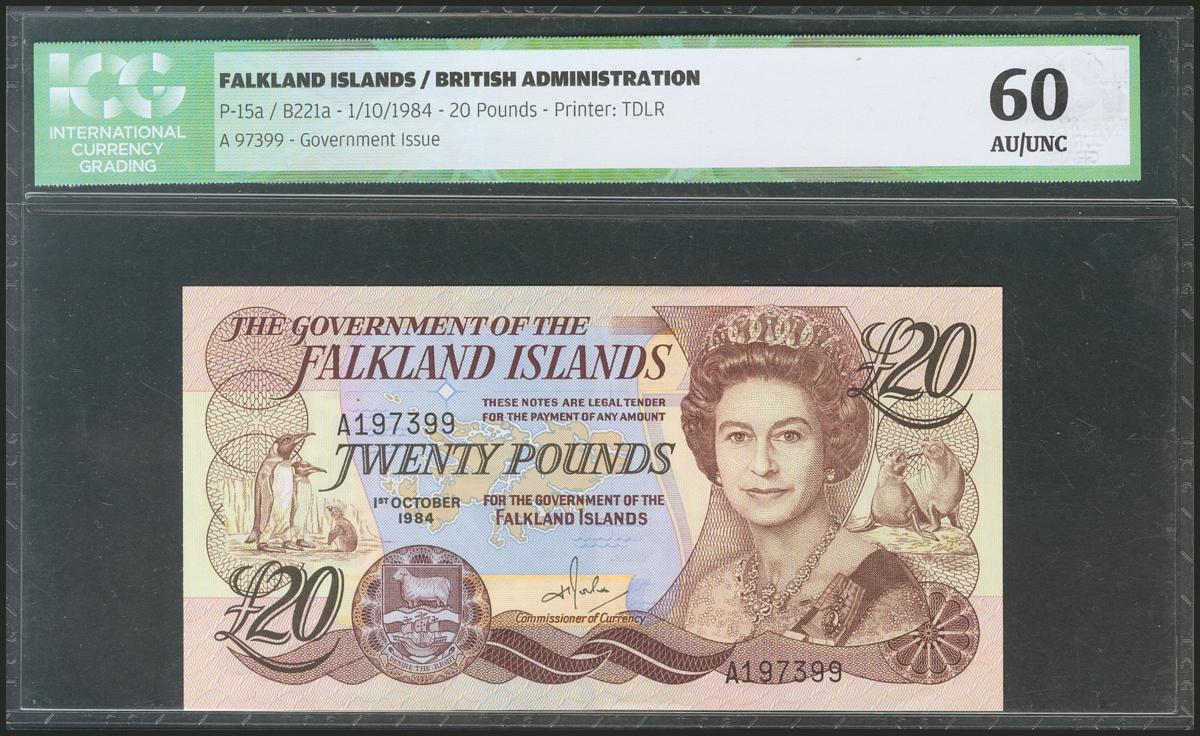 ICG
INTERNATIONAL
CURRENCY
GRADING
FALKLAND ISLANDS / BRITISH ADMINISTRATION
P-15a / B221a - 1/10/1984 - 20 Pounds - Printer: TDLR
A 97399 - Government Issue
60
AU/UNC
THE GOVERNMENT OF THE
FALKLAND ISLANDS
£20
THESE NOTES ARE LEGAL TENDER
FOR THE PAYMENT OF ANY AMOUNT
A197399
TWENTY POUNDS
1ST OCTOBER
1984
FOR THE GOVERNMENT OF THE
FALKLAND ISLANDS
£20
Commissioner of Currency
DESIRE THE RIGHT
A197399